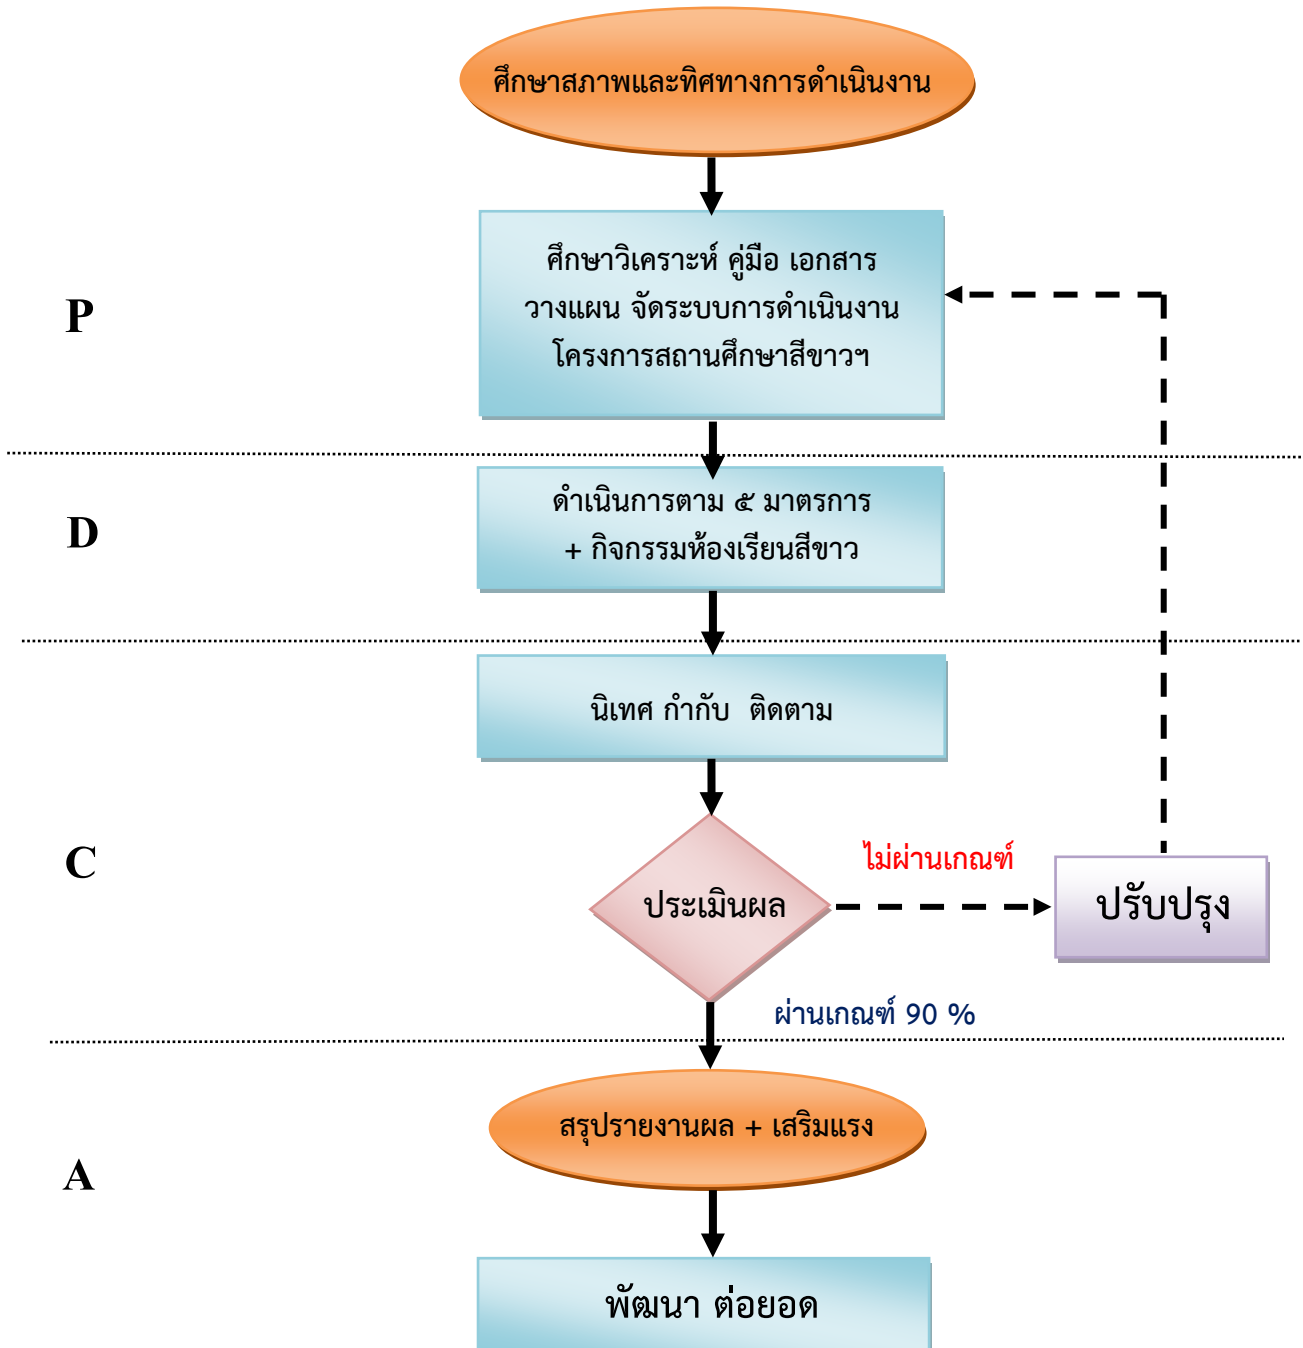 ศึกษาสภาพและทิศทางการดำเนินงาน
P
ศึกษาวิเคราะห์ คู่มือ เอกสาร
วางแผน จัดระบบการดำเนินงาน
โครงการสถานศึกษาสีขาวฯ
D
ดำเนินการตาม ๕ มาตรการ
+ กิจกรรมห้องเรียนสีขาว
นิเทศ กำกับ ติดตาม
C
ประเมินผล
ไม่ผ่านเกณฑ์
ปรับปรุง
ผ่านเกณฑ์ 90 %
A
สรุปรายงานผล + เสริมแรง
พัฒนา ต่อยอด